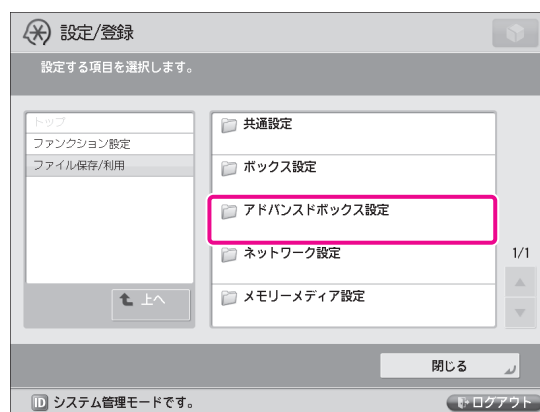 設定/登録
設定する項目を選択します。
トップ
ファンクション設定
ファイル保存/利用
上へ
共通設定
ボックス設定
アドバンスドボックス設定
ネットワーク設定
メモリーメディア設定
1/1
閉じる
ID システム管理モードです。
ログアウト